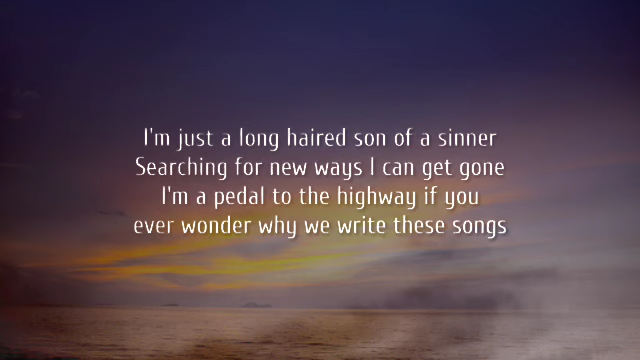 I'm just a long haired son of a sinner
Searching for new ways I can get gone
I'm a pedal to the highway if you
ever wonder why we write these songs